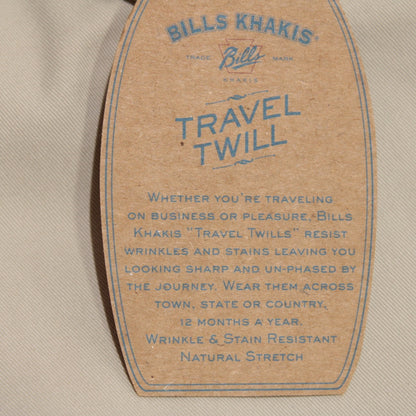 BILLS KHAKIS
TRADE Bills MARK
KHAKIS
TRAVEL
TWILL
WHETHER YOU'RE TRAVELING
ON BUSINESS OR PLEASURE, BILLS
KHAKIS "TRAVEL TWILLS" RESIST
WRINKLES AND STAINS LEAVING YOU
LOOKING SHARP AND UN-PHASED BY
THE JOURNEY. WEAR THEM ACROSS
TOWN, STATE OR COUNTRY,
12 MONTHS A YEAR.
WRINKLE & STAIN RESISTANT
NATURAL STRETCH